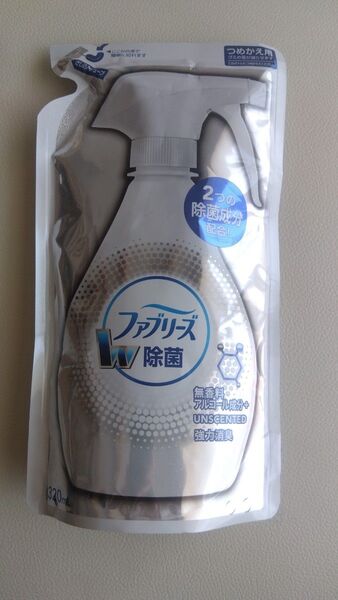 つめかえ用
2つの
除菌成分
配合!
ファブリーズ
W除菌
無香料
アルコール成分+
UNSCENTED
強力消臭
320m